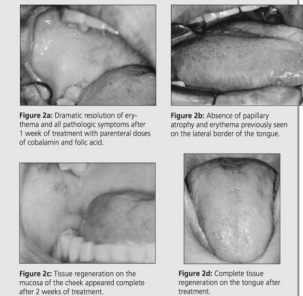 Figure 2a: Dramatic resolution of ery-
thema and all pathologic symptoms after
1 week of treatment with parenteral doses
of cobalamin and folic acid.
Figure 2b: Absence of papillary
atrophy and erythema previously seen
on the lateral border of the tongue.
Figure 2c: Tissue regeneration on the
mucosa of the cheek appeared complete
after 2 weeks of treatment.
Figure 2d: Complete tissue
regeneration on the tongue after
treatment.